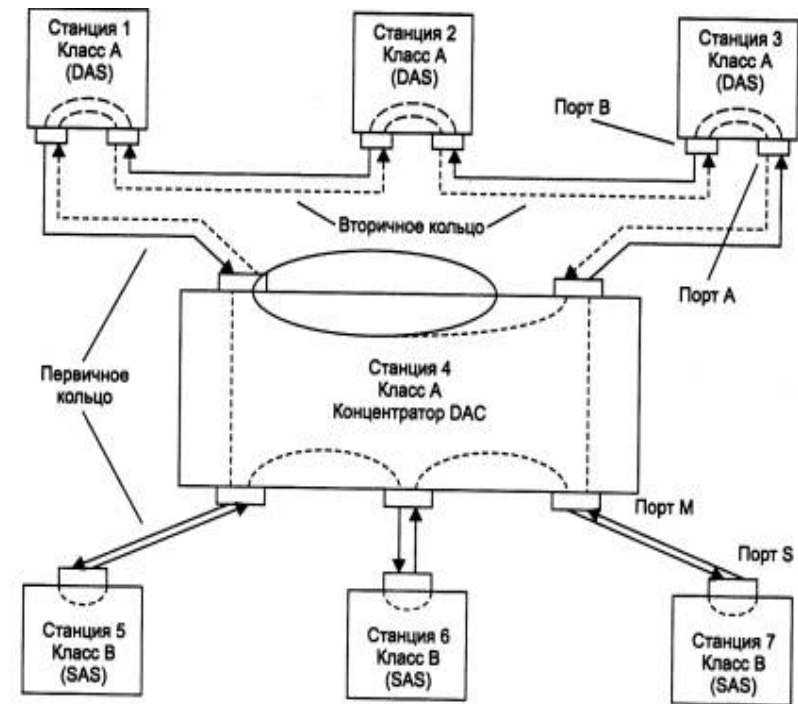 Станция 1
Класс А
(DAS)
Станция 2
Класс А
(DAS)
Станция 3
Класс А
(DAS)
Порт В
Вторичное кольцо
Порт А
Первичное
кольцо
Станция 4
Класс А
Концентратор DAC
Порт М
Порт S
Станция 5
Класс В
(SAS)
Станция 6
Класс В
(SAS)
Станция 7
Класс В
(SAS)